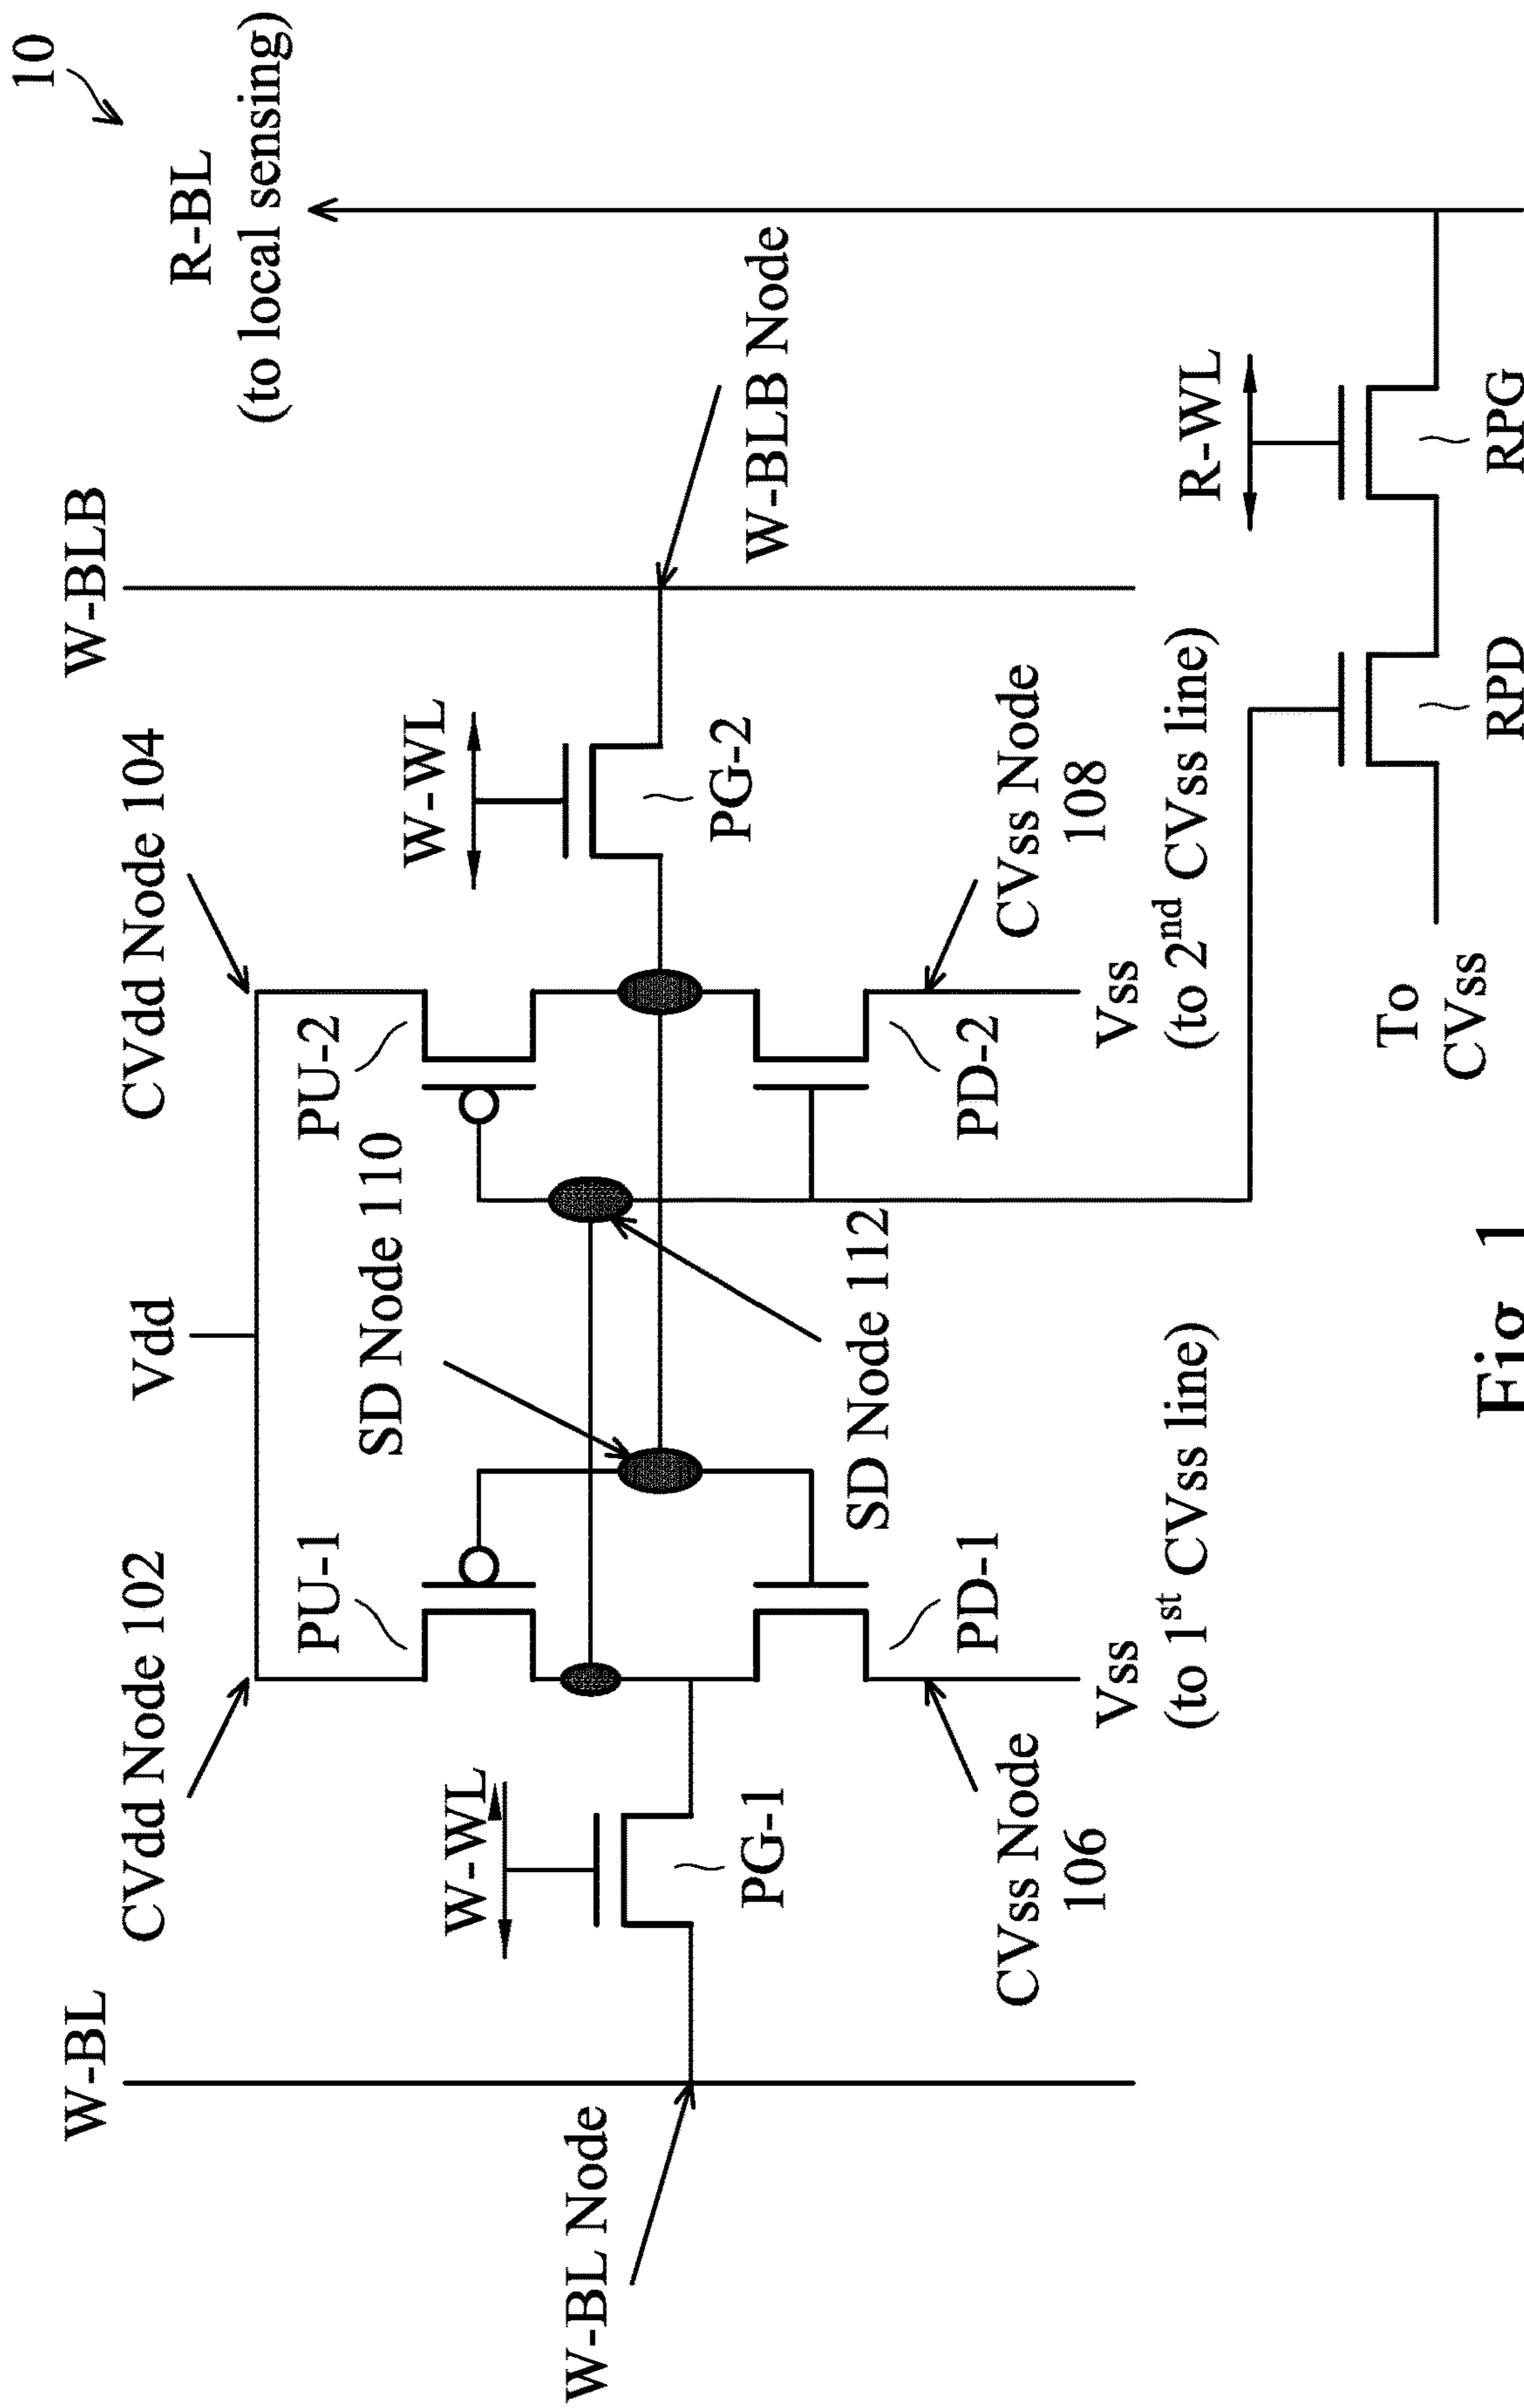 10
R-BL
(to local sensing)
W-BL
W-BLB
CVdd Node 102
Vdd
CVdd Node 104
PU-1
SD Node 110
PU-2
W-WL
W-WL
W-BL Node
PG-1
PG-2
W-BLB Node
SD Node 112
PD-1
PD-2
CVss Node
106
CVss Node
108
Vss
(to 1st CVss line)
Vss
(to 2nd CVss line)
R-WL
To
CVss
RPD
RPG
Fig. 1